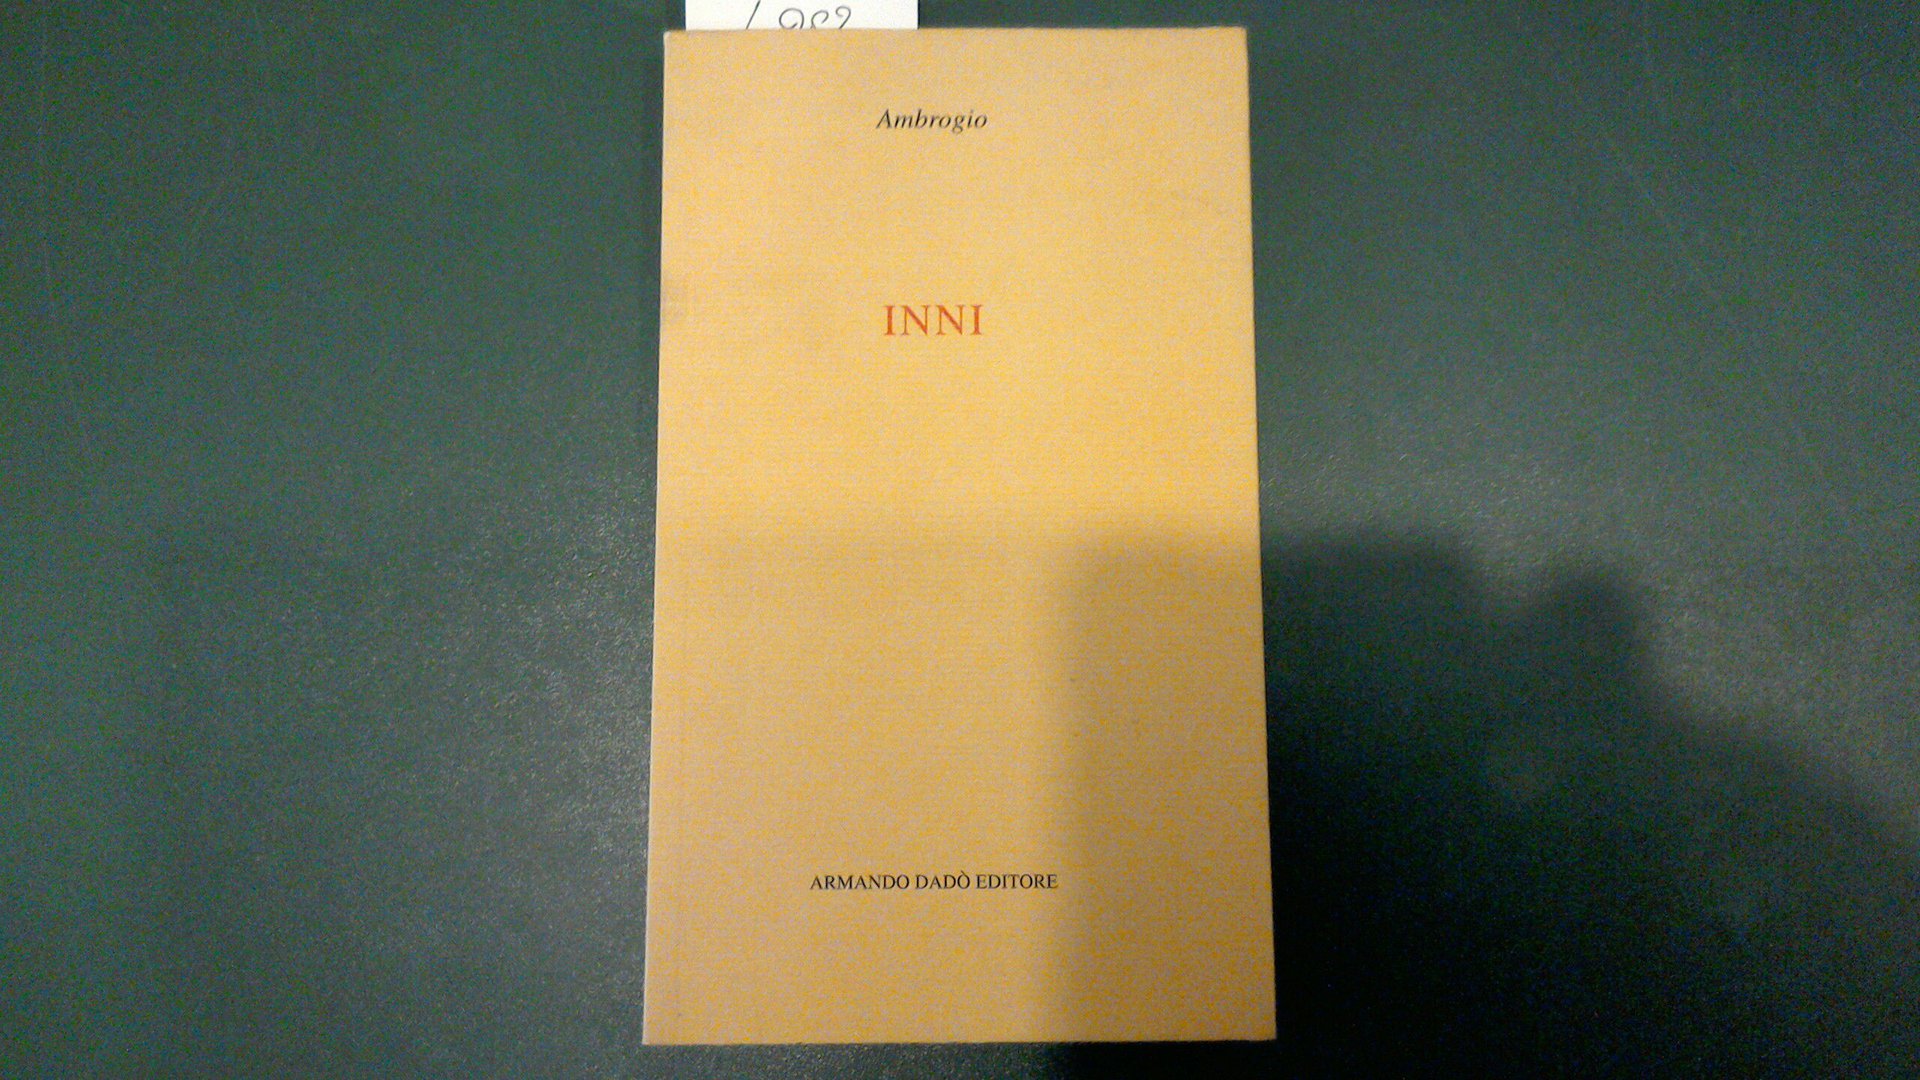 Ambrogio
INNI
ARMANDO DADÒ EDITORE